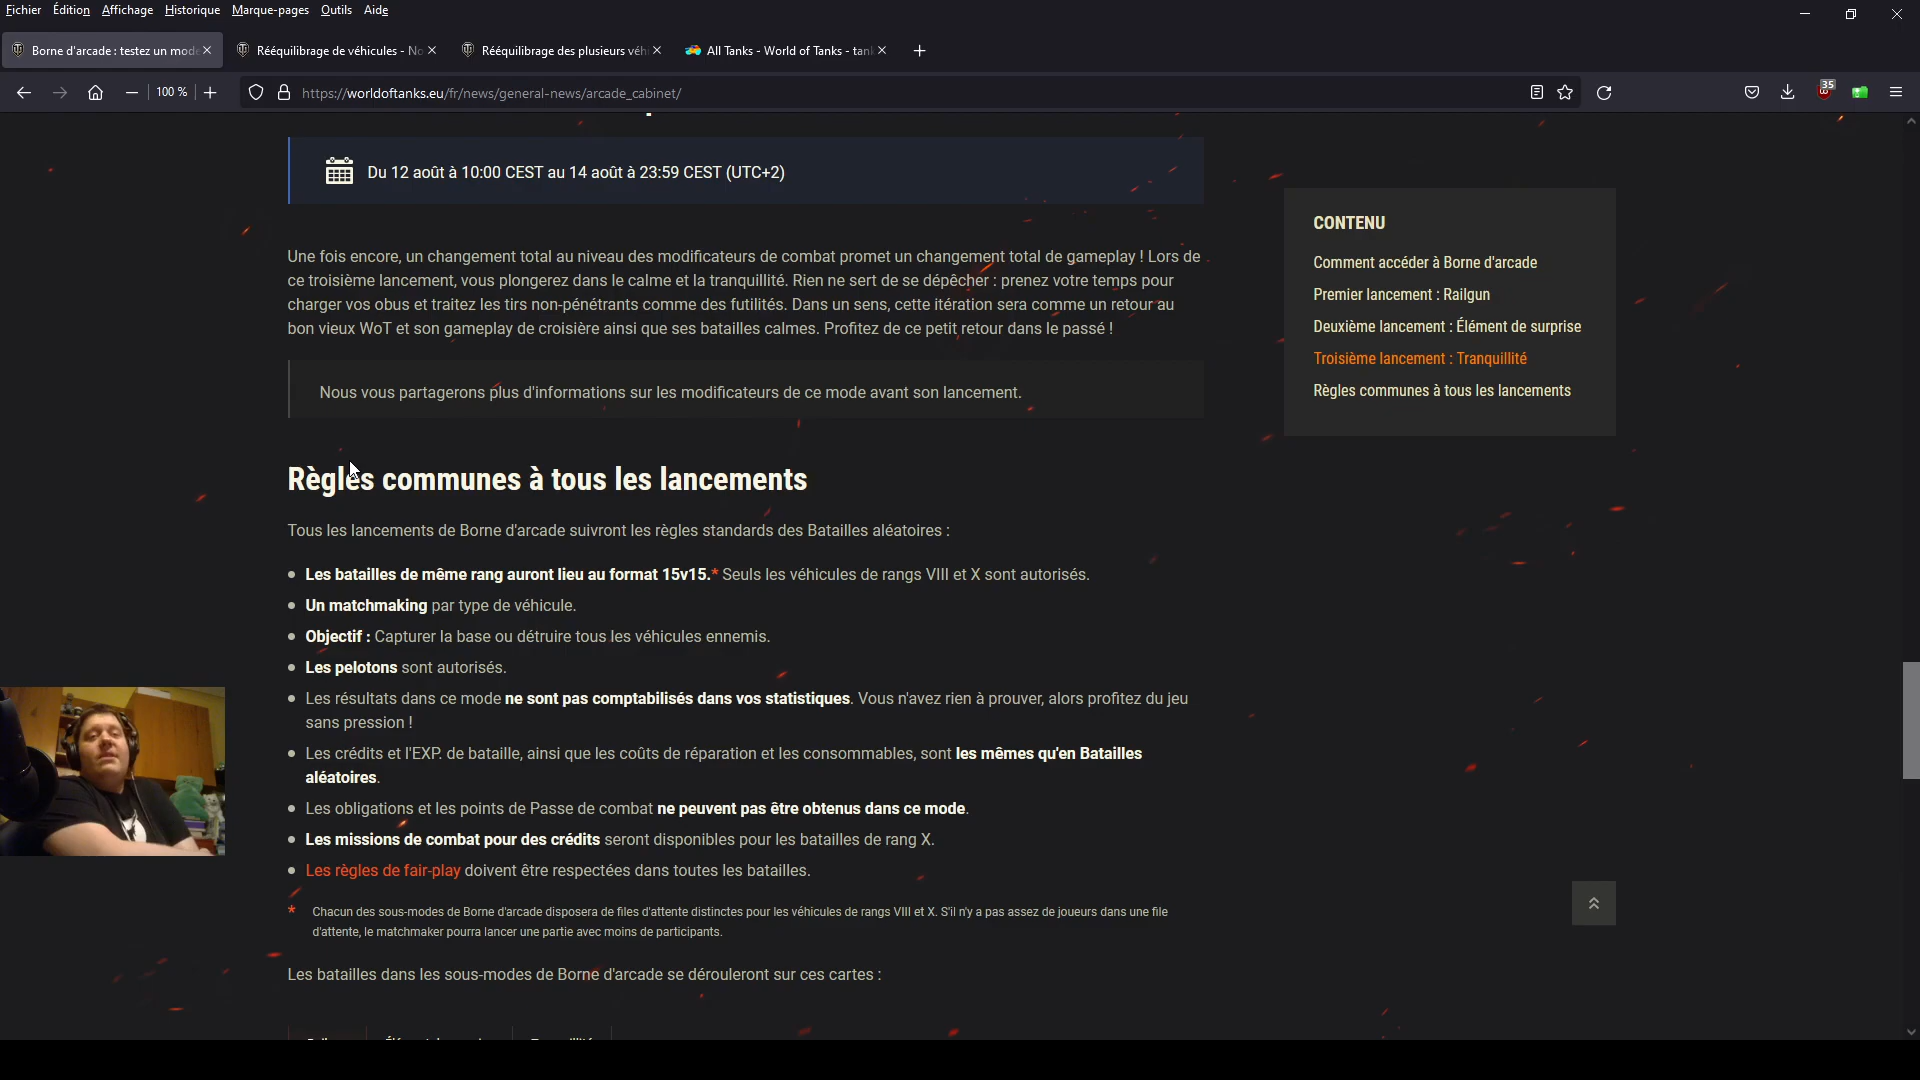 Fichier Édition Affichage Historique Marque-pages Outils Aide
Borne d'arcade : testez un mode
Rééquilibrage de véhicules - No
Rééquilibrage des plusieurs véh
All Tanks - World of Tanks - tan
100 %
https://worldoftanks.eu/fr/news/general-news/arcade_cabinet/
35
Du 12 août à 10:00 CEST au 14 août à 23:59 CEST (UTC+2)
Une fois encore, un changement total au niveau des modificateurs de combat promet un changement total de gameplay ! Lors de
ce troisième lancement, vous plongerez dans le calme et la tranquillité. Rien ne sert de se dépêcher : prenez votre temps pour
charger vos obus et traitez les tirs non-pénétrants comme des futilités. Dans un sens, cette itération sera comme un retour au
bon vieux WoT et son gameplay de croisière ainsi que ses batailles calmes. Profitez de ce petit retour dans le passé !
Nous vous partagerons plus d'informations sur les modificateurs de ce mode avant son lancement.
Règles communes à tous les lancements
Tous les lancements de Borne d'arcade suivront les règles standards des Batailles aléatoires :
Les batailles de même rang auront lieu au format 15v15.* Seuls les véhicules de rangs VIII et X sont autorisés.
Un matchmaking par type de véhicule.
Objectif : Capturer la base ou détruire tous les véhicules ennemis.
Les pelotons sont autorisés.
Les résultats dans ce mode ne sont pas comptabilisés dans vos statistiques. Vous n'avez rien à prouver, alors profitez du jeu
sans pression !
Les crédits et l'EXP. de bataille, ainsi que les coûts de réparation et les consommables, sont les mêmes qu'en Batailles
aléatoires.
Les obligations et les points de Passe de combat ne peuvent pas être obtenus dans ce mode.
Les missions de combat pour des crédits seront disponibles pour les batailles de rang X.
Les règles de fair-play doivent être respectées dans toutes les batailles.
* Chacun des sous-modes de Borne d'arcade disposera de files d'attente distinctes pour les véhicules de rangs VIII et X. S'il n'y a pas assez de joueurs dans une file
d'attente, le matchmaker pourra lancer une partie avec moins de participants.
Les batailles dans les sous-modes de Borne d'arcade se dérouleront sur ces cartes :
CONTENU
Comment accéder à Borne d'arcade
Premier lancement : Railgun
Deuxième lancement : Élément de surprise
Troisième lancement : Tranquillité
Règles communes à tous les lancements